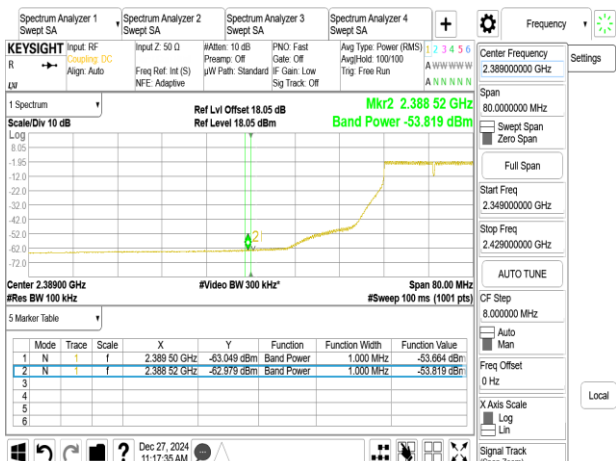 Spectrum Analyzer 1
Swept SA
Spectrum Analyzer 2
Swept SA
Spectrum Analyzer 3
Swept SA
Spectrum Analyzer 4
Swept SA
Frequency
KEYSIGHT
R
Input: RF
Coupling: DC
Align: Auto
Input Z: 50 Ω
Freq Ref: Int (S)
NFE: Adaptive
#Atten: 10 dB
Preamp: Off
µW Path: Standard
PNO: Fast
Gate: Off
IF Gain: Low
Sig Track: Off
Avg Type: Power (RMS)
Avg|Hold: 100/100
Trig: Free Run
1 2 3 4 5 6
A W W W W W
A N N N N N
1 Spectrum
Scale/Div 10 dB
Ref Lvl Offset 18.05 dB
Ref Level 18.05 dBm
Mkr2 2.388 52 GHz
Band Power -53.819 dBm
Log
8.05
-1.95
-12.0
-22.0
-32.0
-42.0
-52.0
-62.0
-72.0
2
Center 2.38900 GHz
#Res BW 100 kHz
#Video BW 300 kHz*
Span 80.00 MHz
#Sweep 100 ms (1001 pts)
5 Marker Table
Mode Trace Scale X Y Function Function Width Function Value
1 N 1 f 2.389 50 GHz -63.049 dBm Band Power 1.000 MHz -53.664 dBm
2 N 1 f 2.388 52 GHz -62.979 dBm Band Power 1.000 MHz -53.819 dBm
3
4
5
6
Dec 27, 2024
11:17:35 AM
Center Frequency
2.389000000 GHz
Span
80.0000000 MHz
Swept Span
Zero Span
Full Span
Start Freq
2.349000000 GHz
Stop Freq
2.429000000 GHz
AUTO TUNE
CF Step
8.000000 MHz
Auto
Man
Freq Offset
0 Hz
X Axis Scale
Log
Lin
Signal Track
Settings
Local